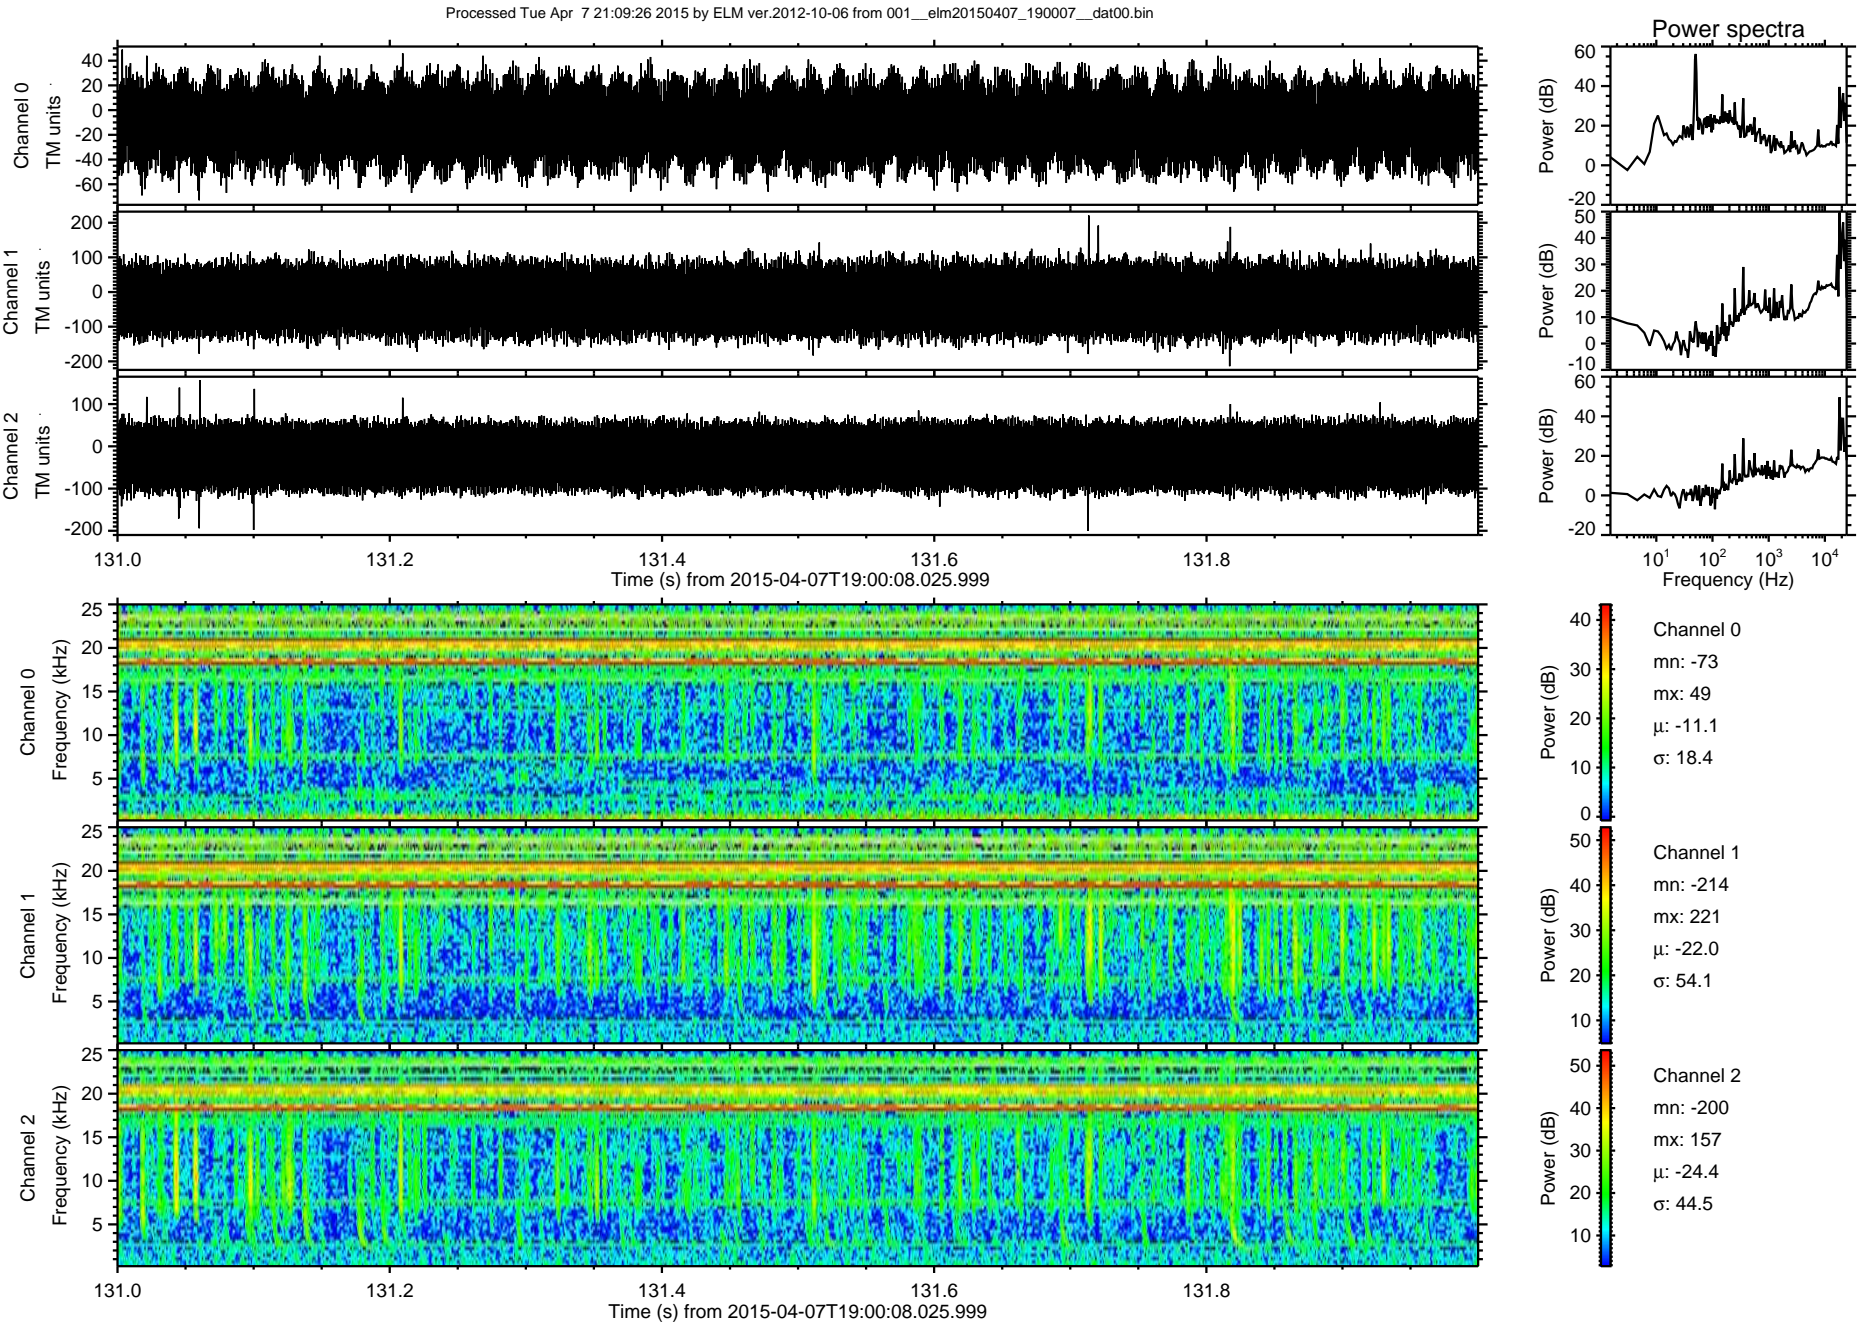 Processed Tue Apr  7 21:09:26 2015 by ELM ver.2012-10-06 from 001__elm20150407_190007__dat00.bin
Power spectra
Channel 0
TM units
40
20
0
-20
-40
-60
Power (dB)
60
40
20
0
-20
Channel 1
TM units
200
100
0
-100
-200
Power (dB)
50
40
30
20
10
0
-10
Channel 2
TM units
100
0
-100
-200
Power (dB)
60
40
20
0
-20
131.0 131.2 131.4 131.6 131.8
Time (s) from 2015-04-07T19:00:08.025.999
10^1 10^2 10^3 10^4
Frequency (Hz)
Channel 0
Frequency (kHz)
25
20
15
10
5
Power (dB)
40
30
20
10
0
Channel 0
mn: -73
mx: 49
μ: -11.1
σ: 18.4
Channel 1
Frequency (kHz)
25
20
15
10
5
Power (dB)
50
40
30
20
10
Channel 1
mn: -214
mx: 221
μ: -22.0
σ: 54.1
Channel 2
Frequency (kHz)
25
20
15
10
5
Power (dB)
50
40
30
20
10
Channel 2
mn: -200
mx: 157
μ: -24.4
σ: 44.5
131.0 131.2 131.4 131.6 131.8
Time (s) from 2015-04-07T19:00:08.025.999